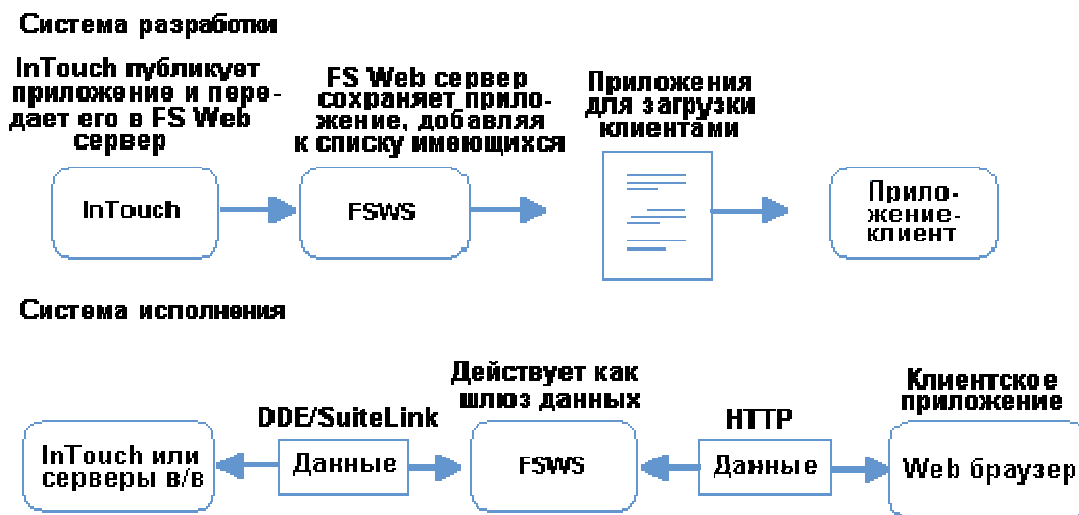 Система разработки
InTouch публикует
приложение и пере-
дает его в FS Web
сервер
FS Web сервер
сохраняет прило-
жение, добавляя
к списку имеющихся
Приложения
для загрузки
клиентами
InTouch
FSWS
Прило-
жение-
клиент
Система исполнения
InTouch или
серверы в/в
DDE/SuiteLink
Данные
Действует как
шлюз данных
FSWS
HTTP
Данные
Клиентское
приложение
Web браузер